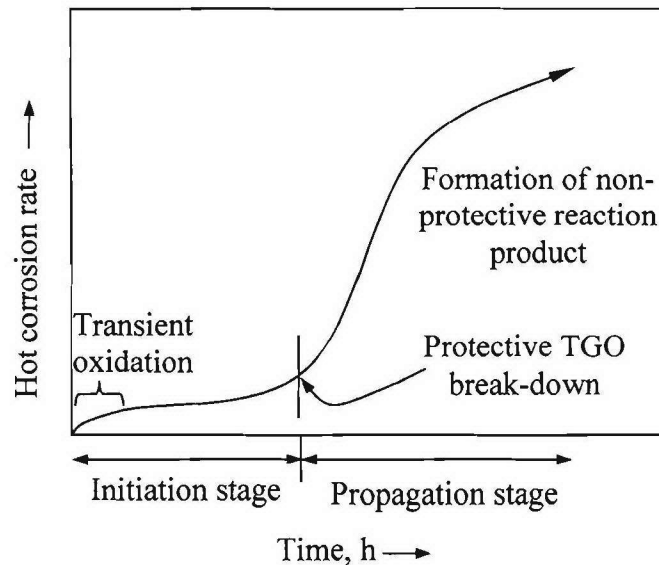 Hot corrosion rate
Transient
oxidation
Formation of non-
protective reaction
product
Protective TGO
break-down
Initiation stage
Propagation stage
Time, h